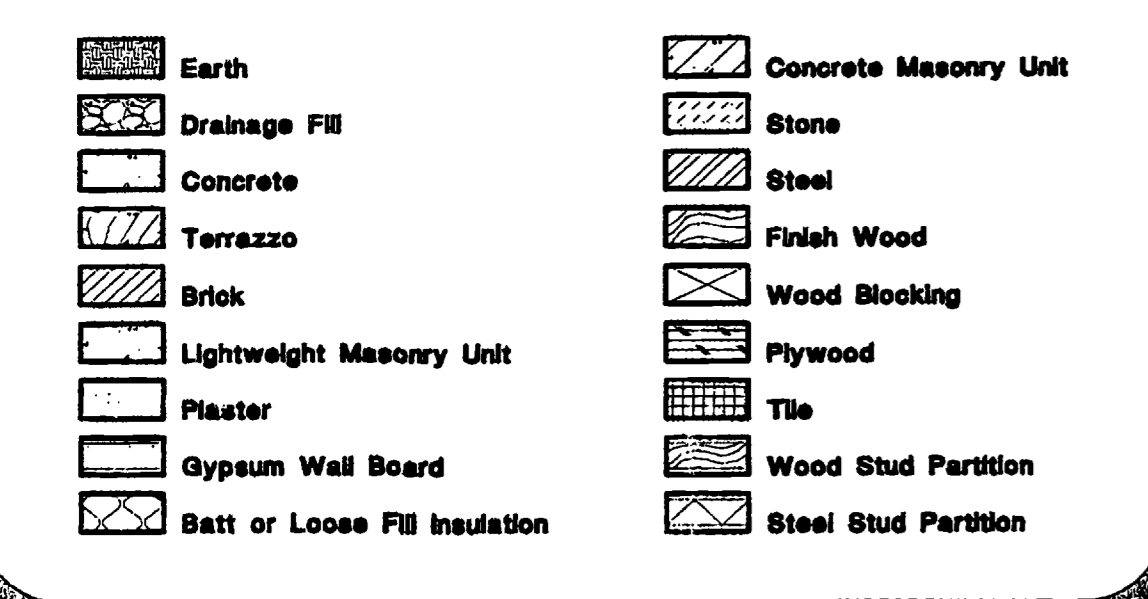 Earth
Drainage Fill
Concrete
Terrazzo
Brick
Lightweight Masonry Unit
Plaster
Gypsum Wall Board
Batt or Loose Fill Insulation
Concrete Masonry Unit
Stone
Steel
Finish Wood
Wood Blocking
Plywood
Tile
Wood Stud Partition
Steel Stud Partition